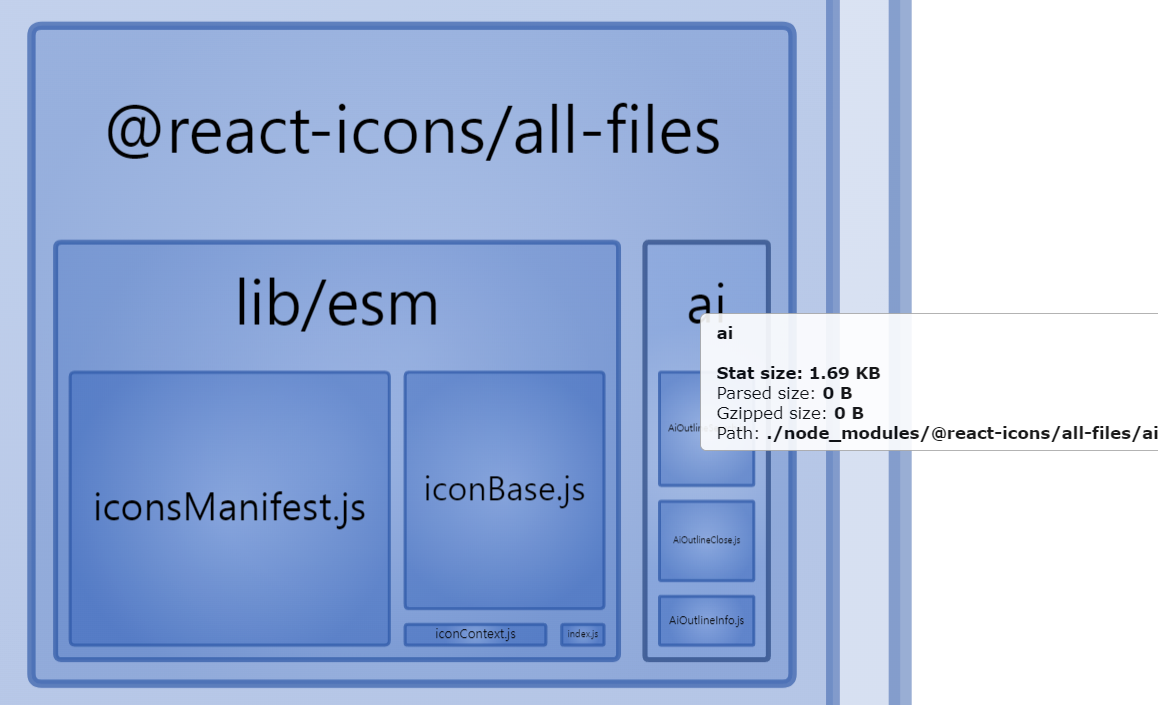 @react-icons/all-files
lib/esm
ai
ai
Stat size: 1.69 KB
Parsed size: 0 B
Gzipped size: 0 B
Path: ./node_modules/@react-icons/all-files/ai
iconsManifest.js
iconBase.js
iconContext.js
index.js
AiOutlineClose.js
AiOutlineInfo.js